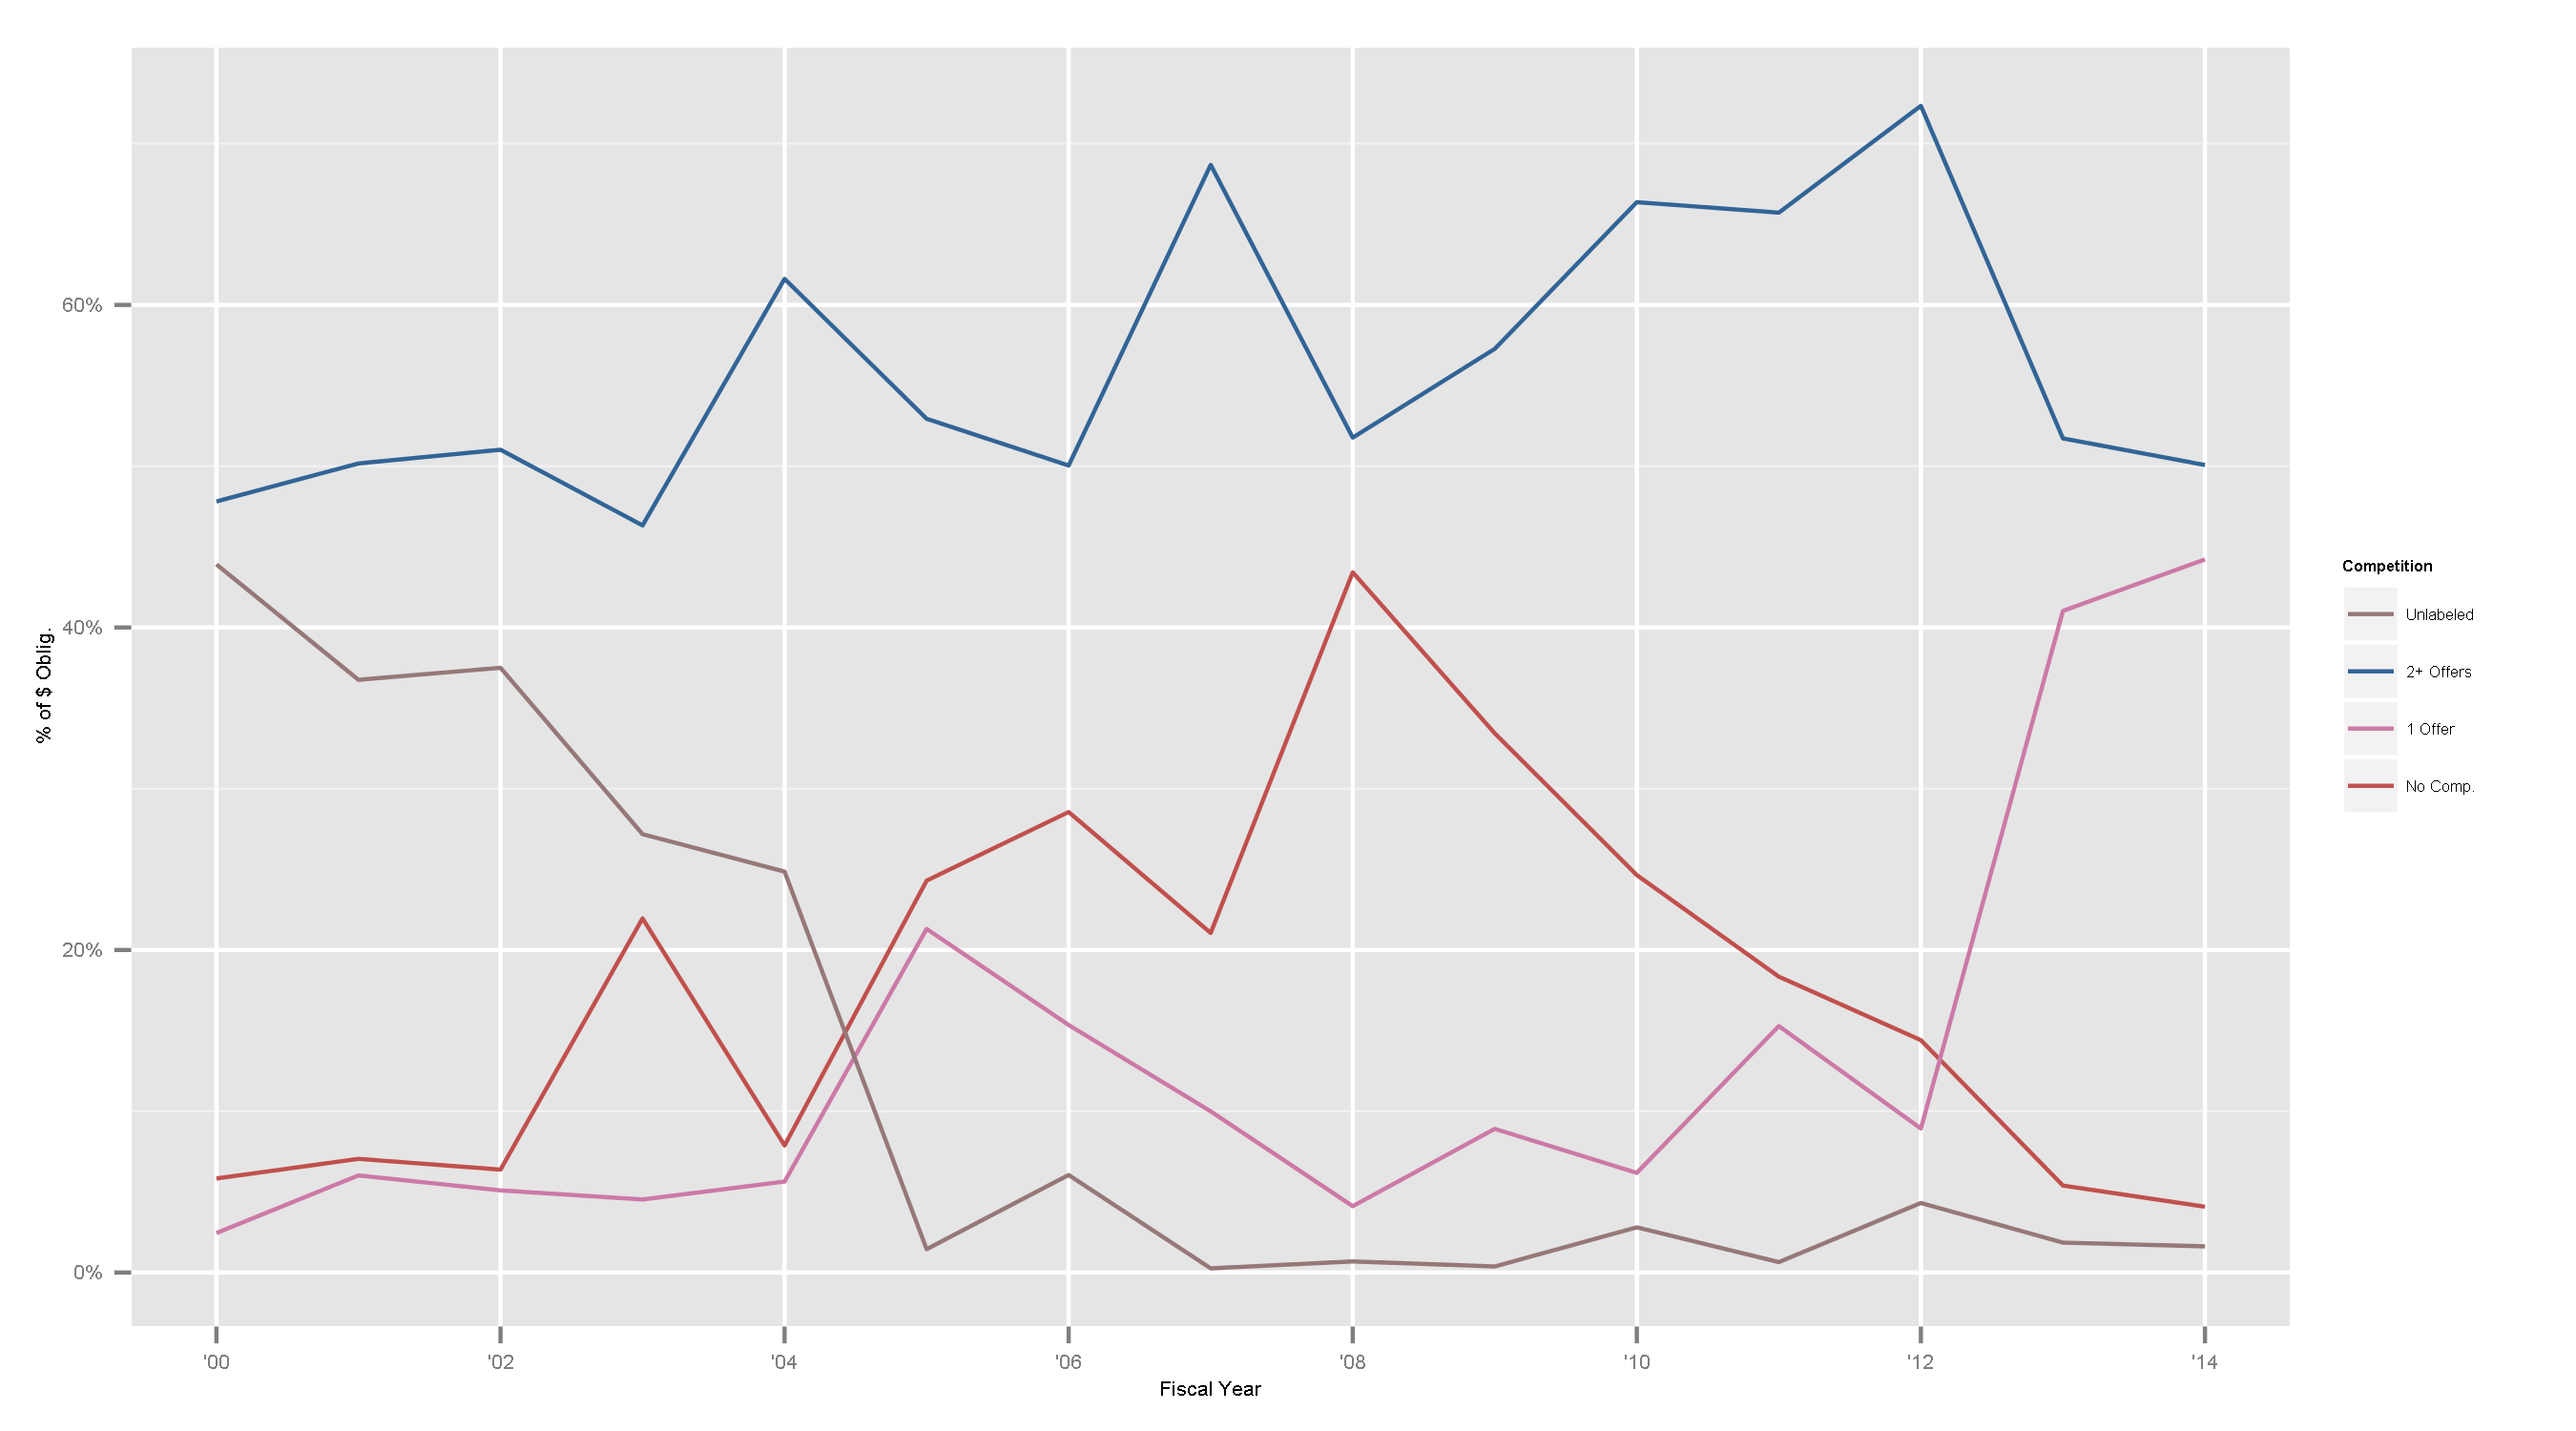 60%
40%
20%
0%
% of $ Oblig.
'00 '02 '04 '06 '08 '10 '12 '14
Fiscal Year
Competition
Unlabeled
2+ Offers
1 Offer
No Comp.